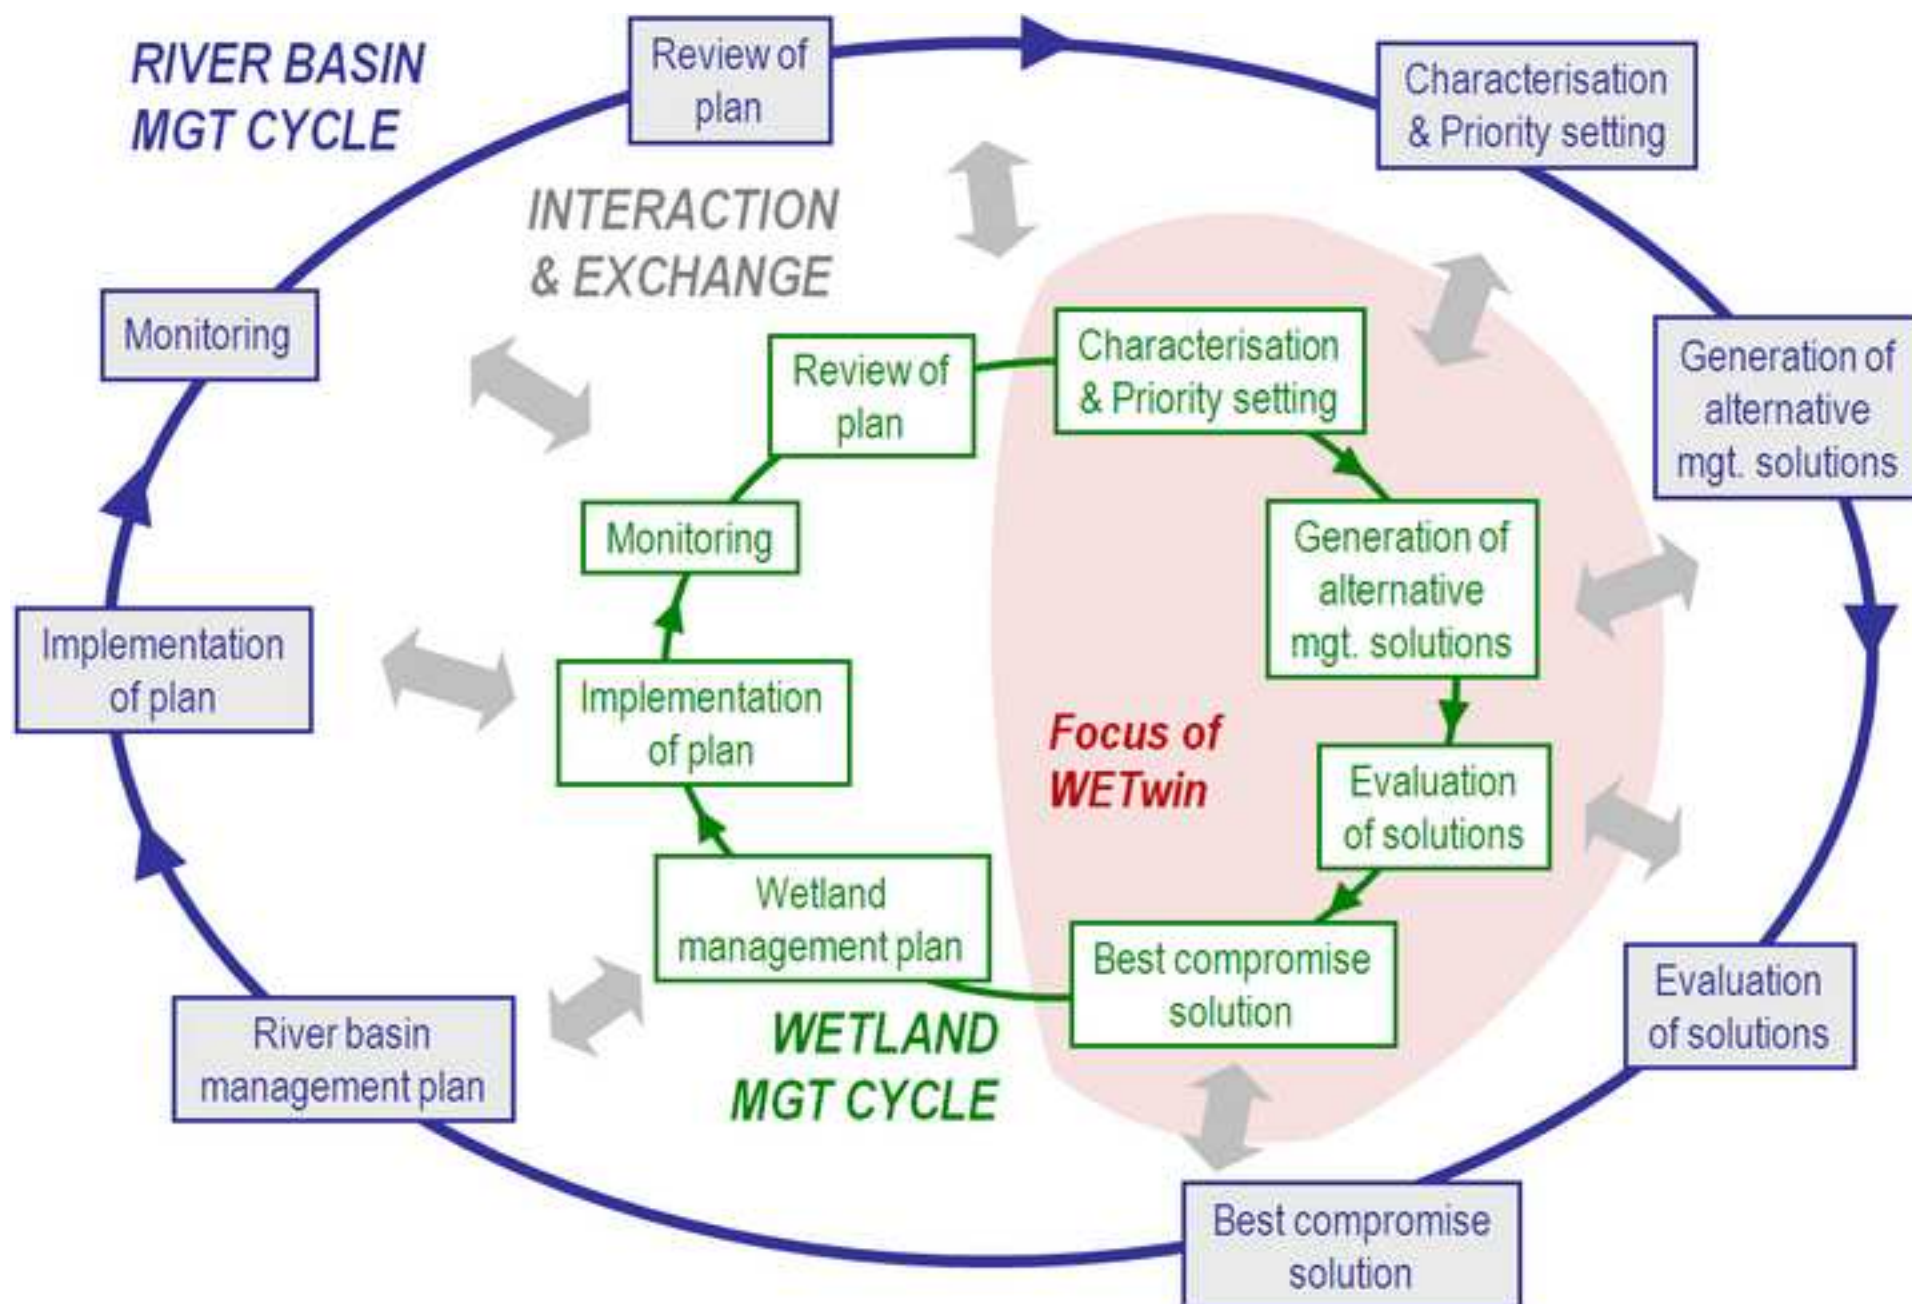 RIVER BASIN
MGT CYCLE
Review of
plan
Characterisation
& Priority setting
INTERACTION
& EXCHANGE
Monitoring
Generation of
alternative
mgt. solutions
Review of
plan
Characterisation
& Priority setting
Monitoring
Generation of
alternative
mgt. solutions
Implementation
of plan
Implementation
of plan
Focus of
WETwin
Evaluation
of solutions
Wetland
management plan
Best compromise
solution
Evaluation
of solutions
River basin
management plan
WETLAND
MGT CYCLE
Best compromise
solution